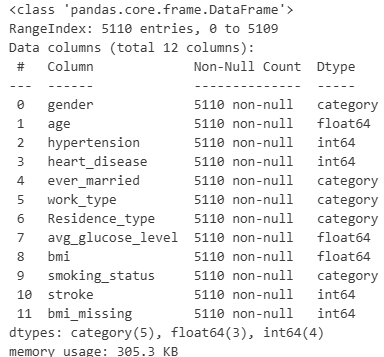 <class 'pandas.core.frame.DataFrame'>
RangeIndex: 5110 entries, 0 to 5109
Data columns (total 12 columns):
 #   Column             Non-Null Count  Dtype
---  ------             --------------  -----
 0   gender             5110 non-null   category
 1   age                5110 non-null   float64
 2   hypertension       5110 non-null   int64
 3   heart_disease      5110 non-null   int64
 4   ever_married       5110 non-null   category
 5   work_type          5110 non-null   category
 6   Residence_type     5110 non-null   category
 7   avg_glucose_level  5110 non-null   float64
 8   bmi                5110 non-null   float64
 9   smoking_status     5110 non-null   category
 10  stroke             5110 non-null   int64
 11  bmi_missing        5110 non-null   int64
dtypes: category(5), float64(3), int64(4)
memory usage: 305.3 KB